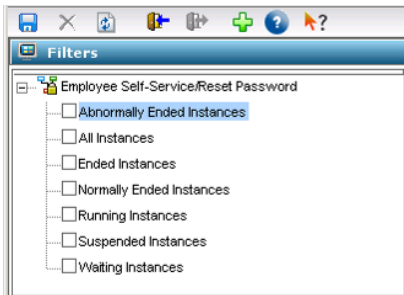 Filters
Employee Self-Service/Reset Password
Abnormally Ended Instances
All Instances
Ended Instances
Normally Ended Instances
Running Instances
Suspended Instances
Waiting Instances